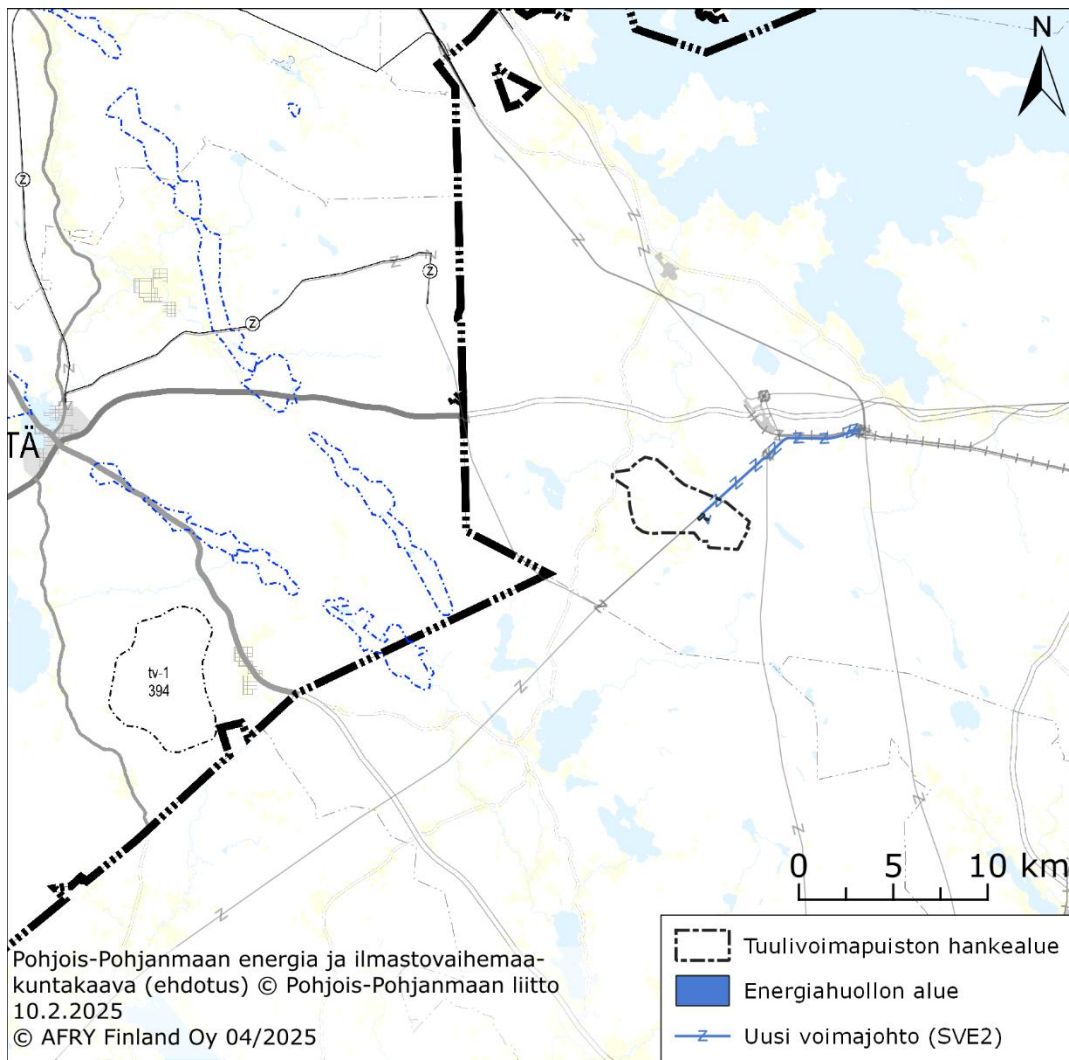 N
TÄ
tv-1
394
0 5 10 km
Pohjois-Pohjanmaan energia ja ilmastovaihemaa-
kuntakaava (ehdotus) © Pohjois-Pohjanmaan liitto
10.2.2025
© AFRY Finland Oy 04/2025
Tuulivoimapuiston hankealue
Energiahuollon alue
Uusi voimajohto (SVE2)